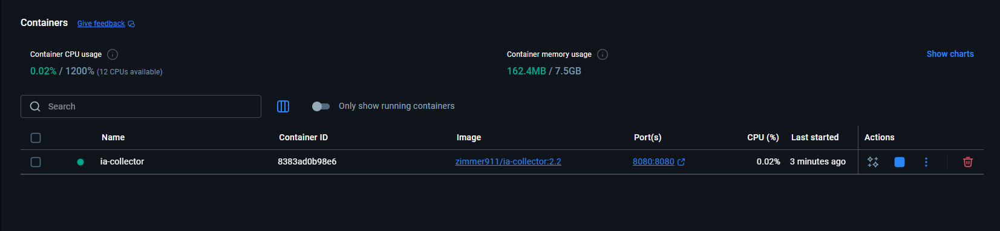 Containers Give feedback
Container CPU usage Container memory usage Show charts
0.02% / 1200% (12 CPUs available) 162.4MB / 7.5GB
Search Only show running containers
Name Container ID Image Port(s) CPU (%) Last started Actions
ia-collector 8383ad0b98e6 zimmer911/ia-collector:2.2 8080:8080 0.02% 3 minutes ago